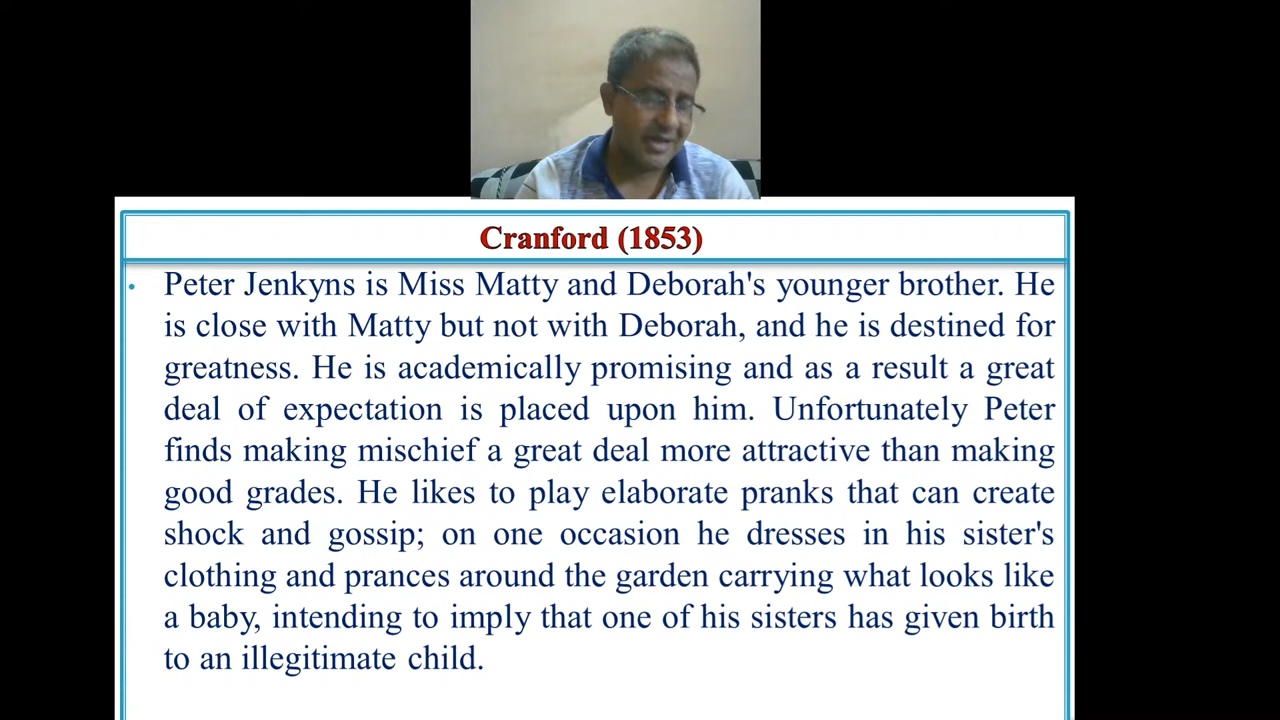 Cranford (1853)
• Peter Jenkyns is Miss Matty and Deborah's younger brother. He
is close with Matty but not with Deborah, and he is destined for
greatness. He is academically promising and as a result a great
deal of expectation is placed upon him. Unfortunately Peter
finds making mischief a great deal more attractive than making
good grades. He likes to play elaborate pranks that can create
shock and gossip; on one occasion he dresses in his sister's
clothing and prances around the garden carrying what looks like
a baby, intending to imply that one of his sisters has given birth
to an illegitimate child.